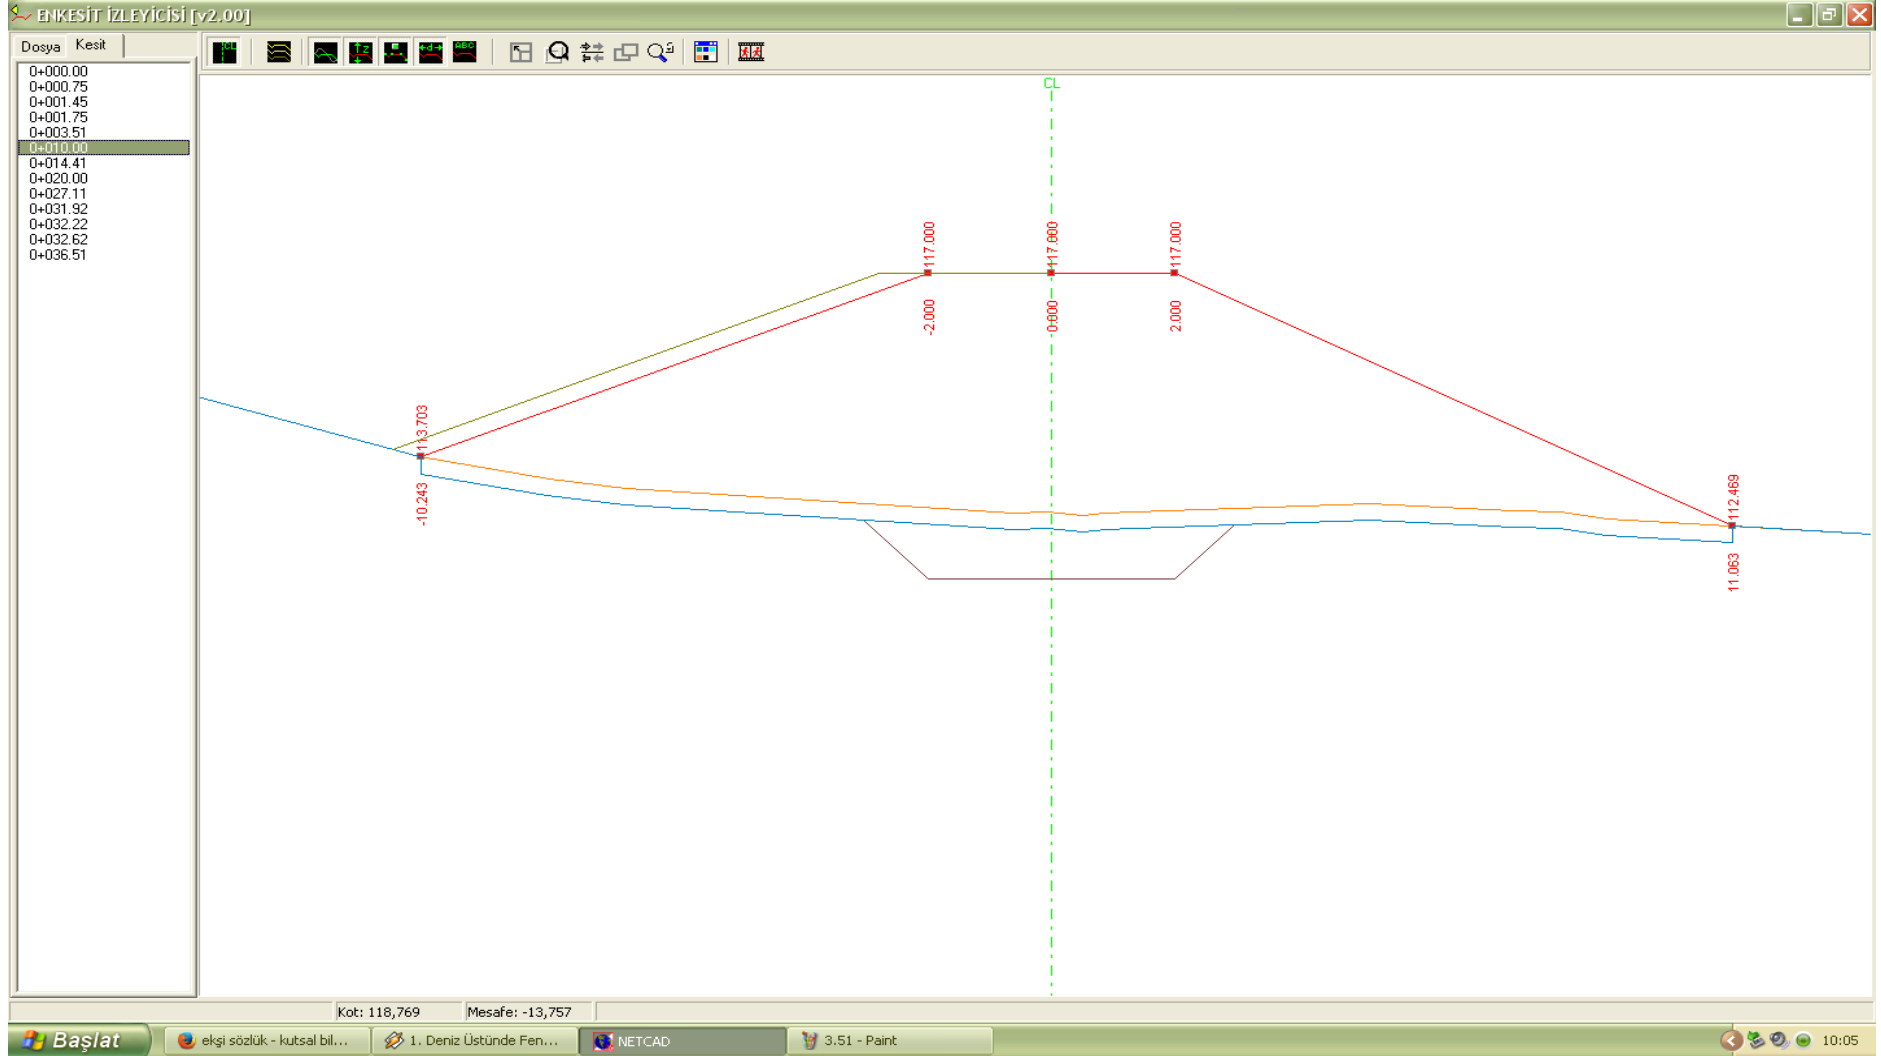 ENKESİT İZLEYİCİSİ [v2.00]
Dosya
Kesit
CL
z
d
ABC
0+000.00
0+000.75
0+001.45
0+001.75
0+003.51
0+010.00
0+014.41
0+020.00
0+027.11
0+031.92
0+032.22
0+032.62
0+036.51
CL
117.000
117.000
117.000
-2.000
0.000
2.000
113.703
-10.243
112.469
11.063
Kot: 118,769
Mesafe: -13,757
Başlat
ekşi sözlük - kutsal bil...
1. Deniz Üstünde Fen...
NETCAD
3.51 - Paint
10:05